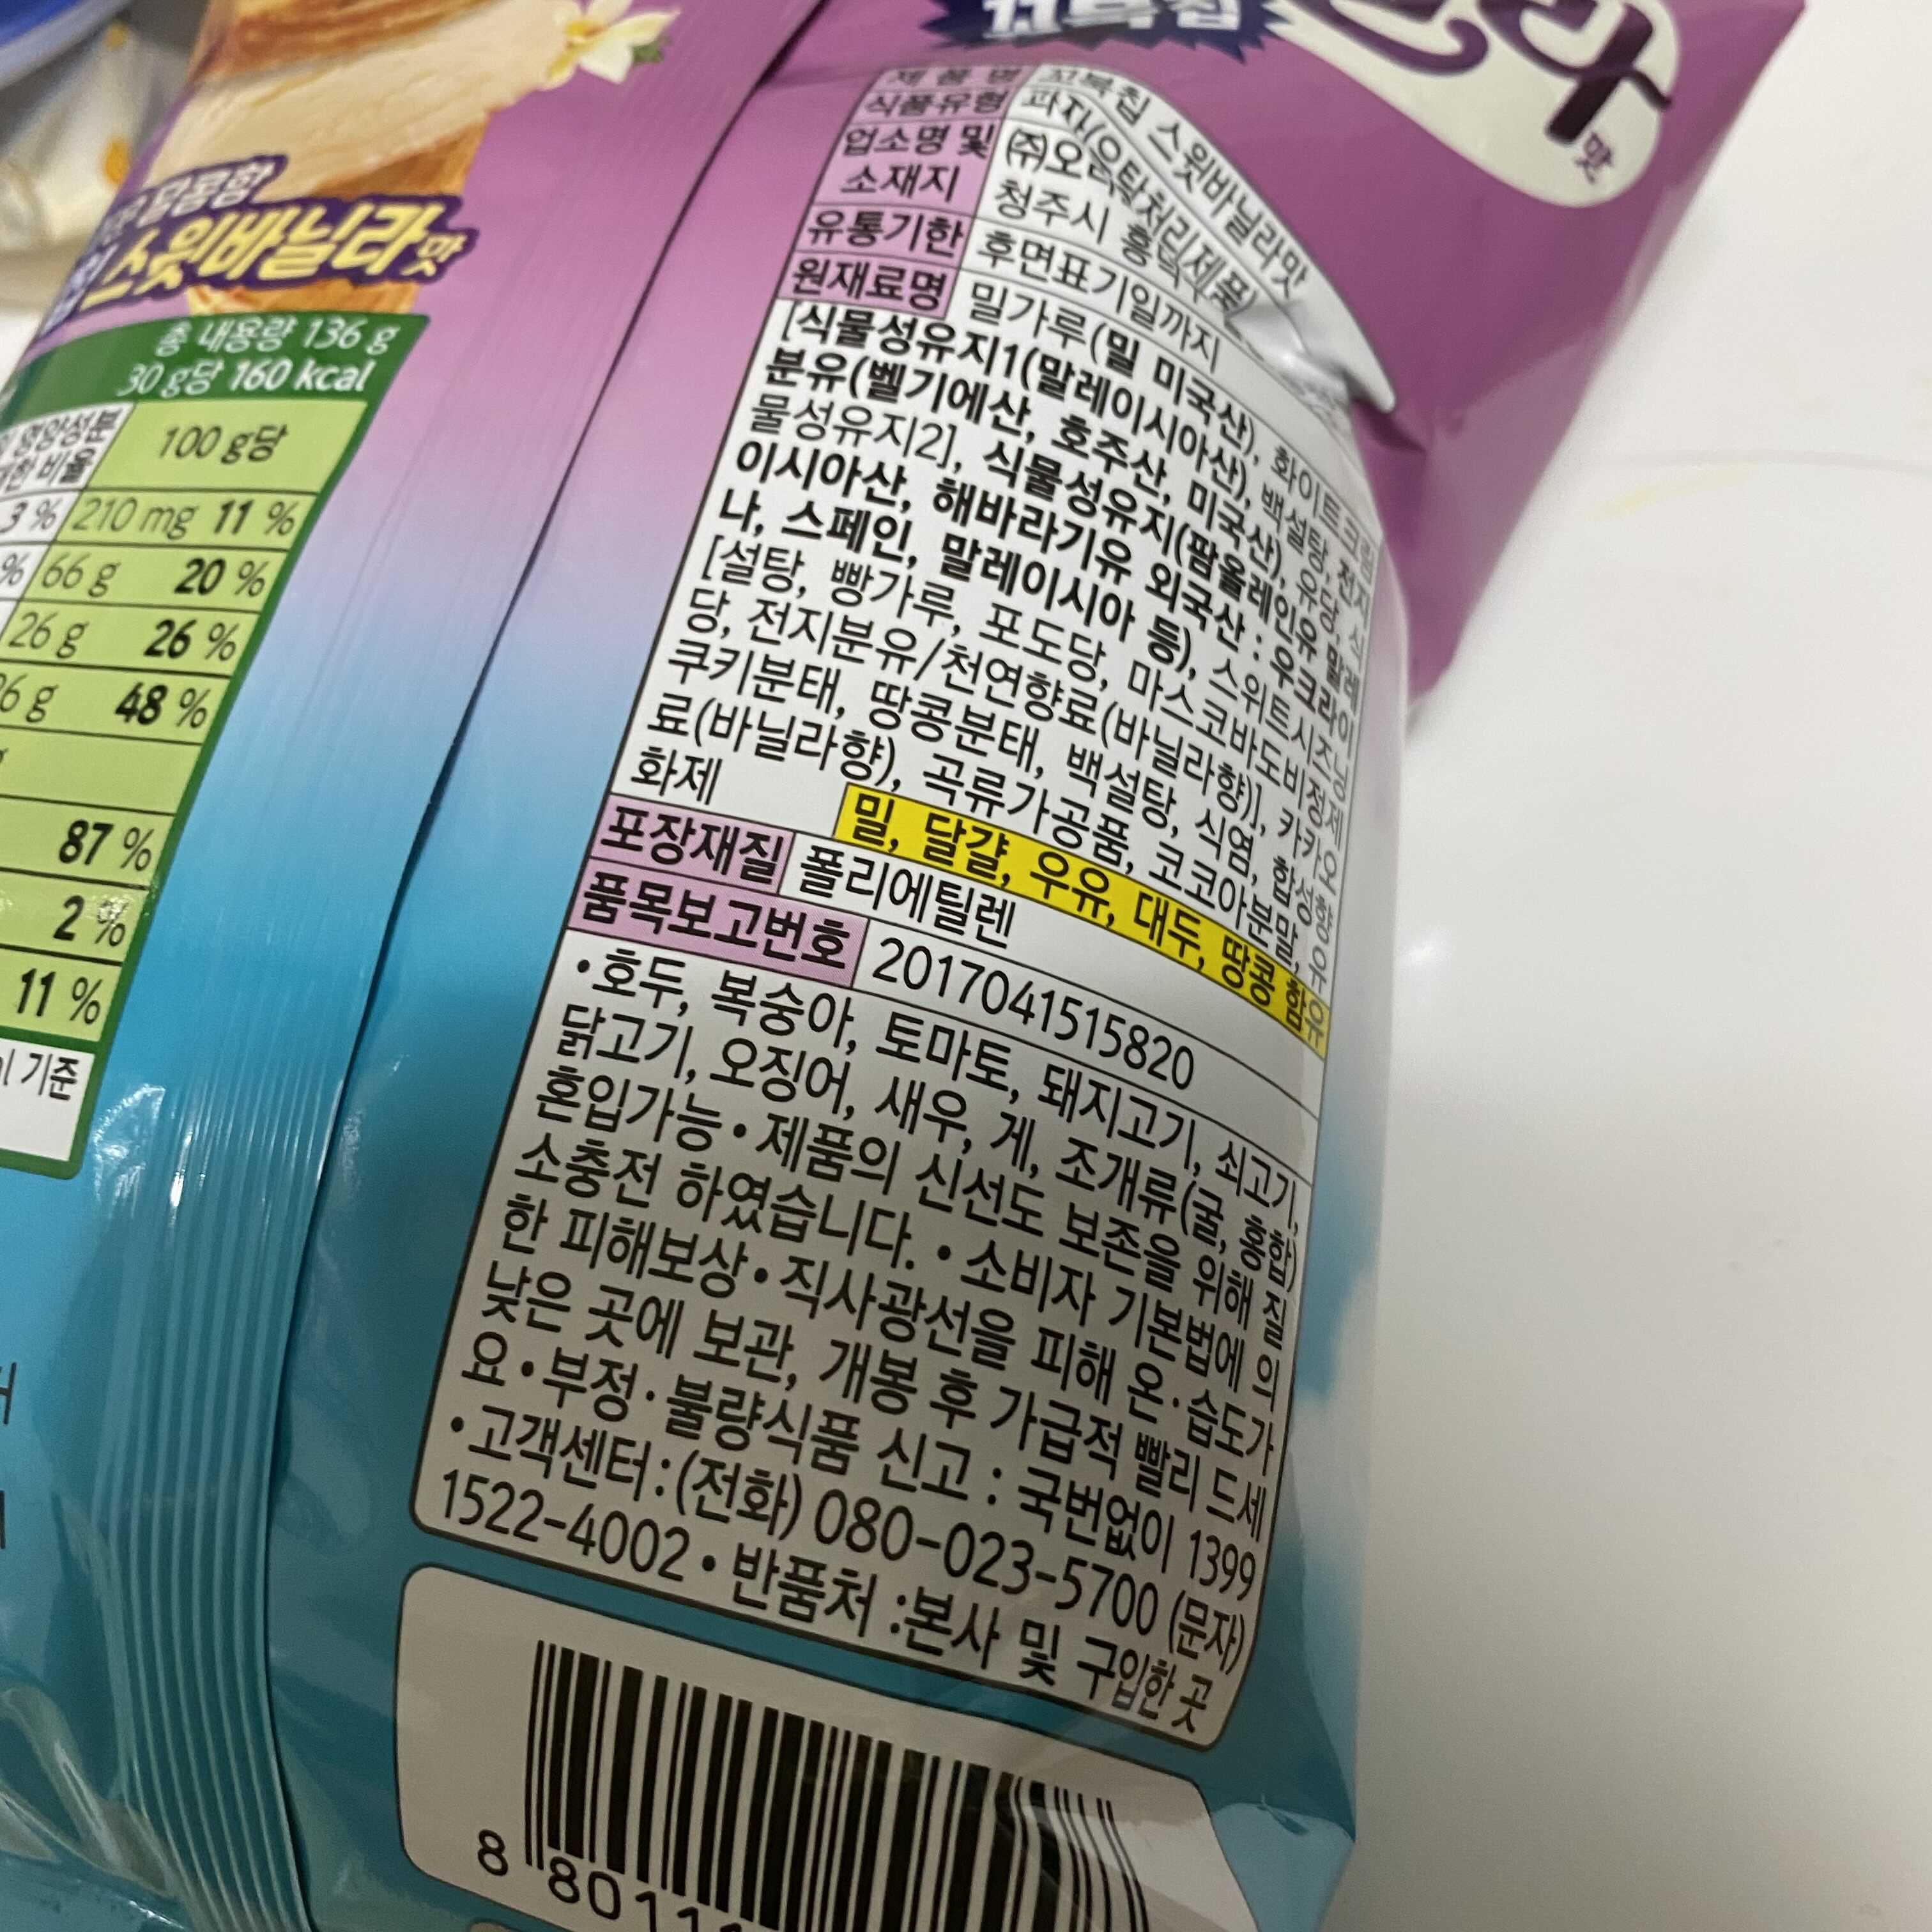 꼬북칩
라
맛
달콤함
스윗바닐라맛
총 내용량 136 g
30 g당 160 kcal
영양성분
비율
100 g당
3 % 210 mg 11 %
% 66 g 20 %
26 g 26 %
6 g 48 %
87 %
2 %
11 %
기준
제 품 명 꼬북칩 스윗바닐라맛
식품유형 과자(유탕처리제품)
업소명 및 소재지 ㈜오
청주시 흥덕
유통기한 후면표기일까지
원재료명 밀가루(밀 미국산), 화이트크림
[식물성유지1(말레이시아산), 백설탕, 전지
분유(벨기에산, 호주산, 미국산), 유당, 식
물성유지2], 식물성유지(팜올레인유 말레
이시아산, 해바라기유 외국산 : 우크라이
나, 스페인, 말레이시아 등), 스위트시즈닝
[설탕, 빵가루, 포도당, 마스코바도비정제
당, 전지분유/천연향료(바닐라향)], 카카오향
쿠키분태, 땅콩분태, 백설탕, 식염, 합성향
료(바닐라향), 곡류가공품, 코코아분말, 유
화제
밀, 달걀, 우유, 대두, 땅콩 함유
포장재질 폴리에틸렌
품목보고번호 2017041515820
•호두, 복숭아, 토마토, 돼지고기, 쇠고기,
닭고기, 오징어, 새우, 게, 조개류(굴, 홍합)
혼입가능•제품의 신선도 보존을 위해 질
소충전 하였습니다. •소비자 기본법에 의
한 피해보상•직사광선을 피해 온·습도가
낮은 곳에 보관, 개봉 후 가급적 빨리 드세
요•부정·불량식품 신고 : 국번없이 1399
•고객센터:(전화) 080-023-5700 (문자)
1522-4002•반품처 :본사 및 구입한 곳
8 8011